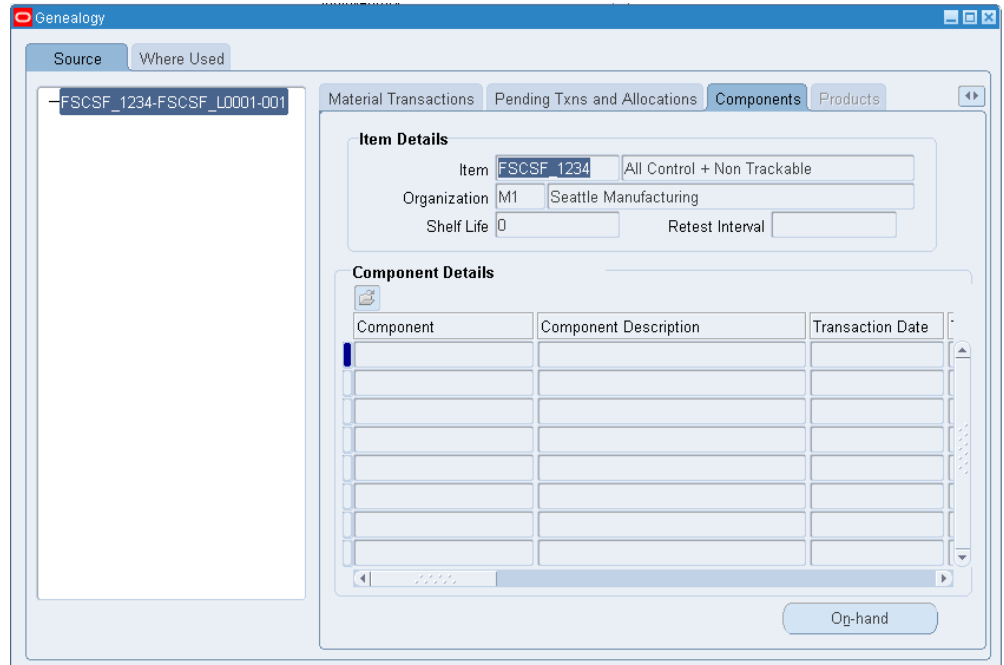 Genealogy
Source Where Used
FSCSF_1234-FSCSF_L0001-001
Material Transactions Pending Txns and Allocations Components Products
Item Details
Item FSCSF_1234 All Control + Non Trackable
Organization M1 Seattle Manufacturing
Shelf Life 0 Retest Interval
Component Details
Component Component Description Transaction Date
On-hand